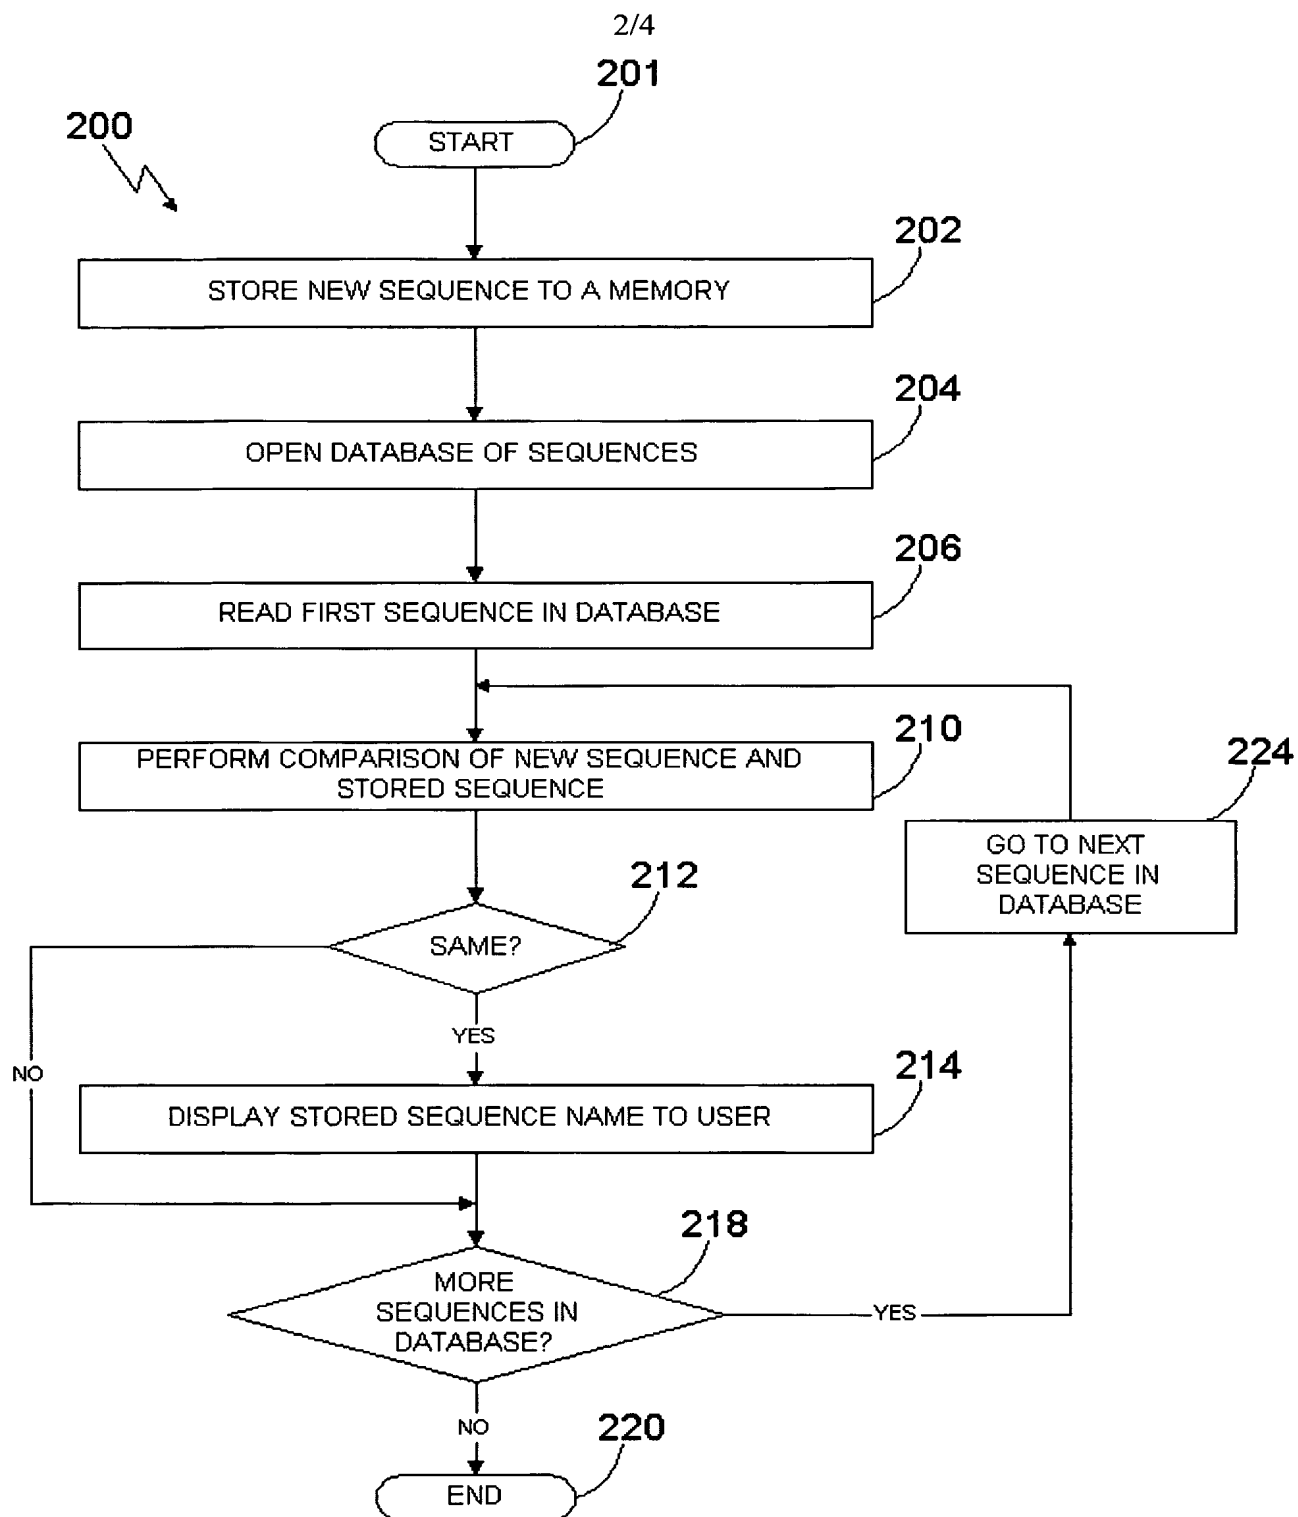 2/4
201
200
START
202
STORE NEW SEQUENCE TO A MEMORY
204
OPEN DATABASE OF SEQUENCES
206
READ FIRST SEQUENCE IN DATABASE
210
PERFORM COMPARISON OF NEW SEQUENCE AND
STORED SEQUENCE
224
GO TO NEXT
SEQUENCE IN
DATABASE
212
SAME?
YES
NO
214
DISPLAY STORED SEQUENCE NAME TO USER
218
MORE
SEQUENCES IN
DATABASE?
YES
NO
220
END